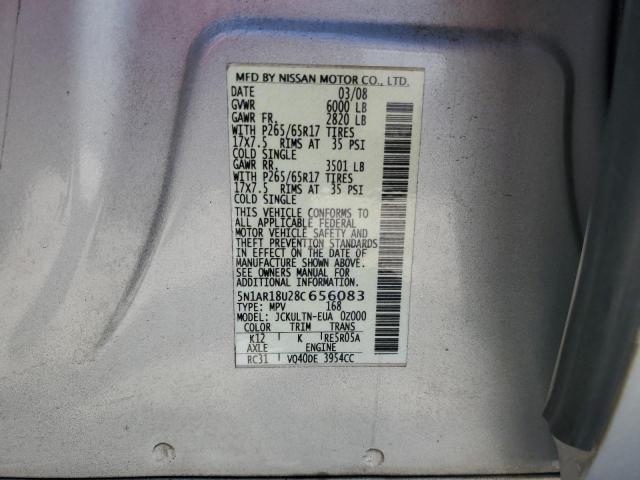 MFD BY NISSAN MOTOR CO., LTD.
DATE 03/08
GVWR 6000 LB
GAWR FR. 2820 LB
WITH P265/65R17 TIRES
17X7.5 RIMS AT 35 PSI
COLD SINGLE
GAWR RR. 3501 LB
WITH P265/65R17 TIRES
17X7.5 RIMS AT 35 PSI
COLD SINGLE
THIS VEHICLE CONFORMS TO
ALL APPLICABLE FEDERAL
MOTOR VEHICLE SAFETY AND
THEFT PREVENTION STANDARDS
IN EFFECT ON THE DATE OF
MANUFACTURE SHOWN ABOVE.
SEE OWNERS MANUAL FOR
ADDITIONAL INFORMATION.
5N1AR18U28C656083
TYPE: MPV 168
MODEL: JCKULTN-EUA 0Z000
COLOR TRIM TRANS
K12 K RE5R05A
AXLE ENGINE
RC31 VQ40DE 3954CC